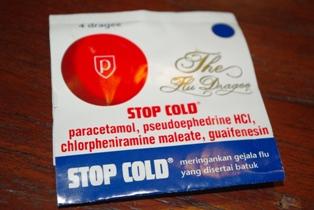 4 dragee
P
The
Flu Dragee
STOP COLD®
paracetamol, pseudoephedrine HCl,
chlorpheniramine maleate, guaifenesin
STOP COLD®
meringankan gejala flu
yang disertai batuk